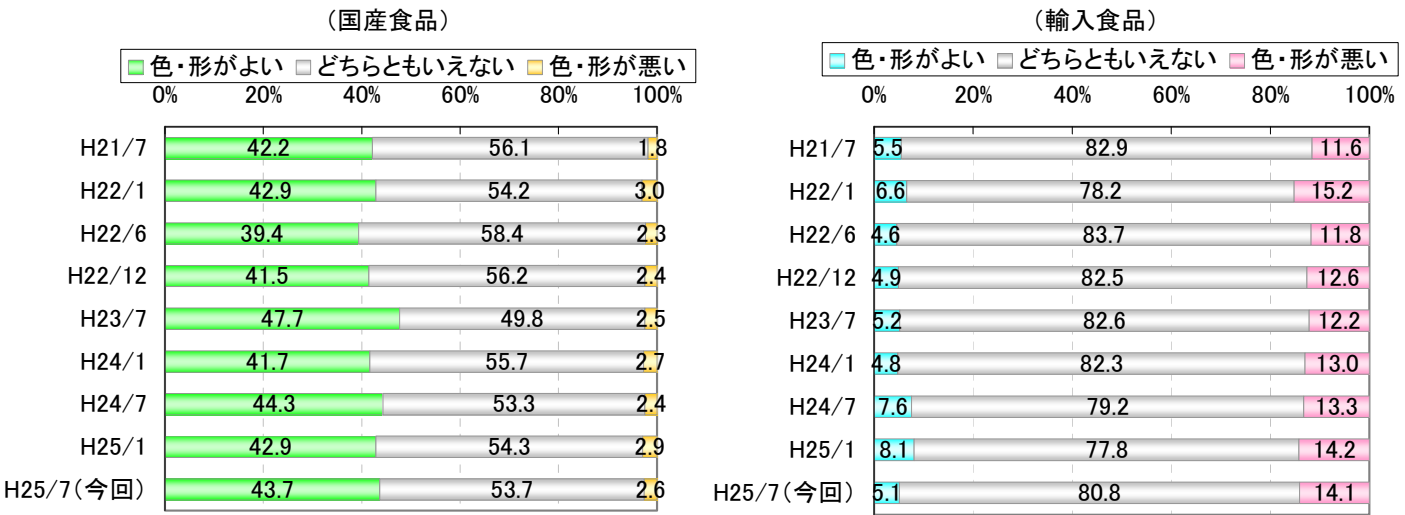 (国産食品)
色・形がよい どちらともいえない 色・形が悪い
0% 20% 40% 60% 80% 100%
H21/7 42.2 56.1 1.8
H22/1 42.9 54.2 3.0
H22/6 39.4 58.4 2.3
H22/12 41.5 56.2 2.4
H23/7 47.7 49.8 2.5
H24/1 41.7 55.7 2.7
H24/7 44.3 53.3 2.4
H25/1 42.9 54.3 2.9
H25/7(今回) 43.7 53.7 2.6
(輸入食品)
色・形がよい どちらともいえない 色・形が悪い
0% 20% 40% 60% 80% 100%
H21/7 5.5 82.9 11.6
H22/1 6.6 78.2 15.2
H22/6 4.6 83.7 11.8
H22/12 4.9 82.5 12.6
H23/7 5.2 82.6 12.2
H24/1 4.8 82.3 13.0
H24/7 7.6 79.2 13.3
H25/1 8.1 77.8 14.2
H25/7(今回) 5.1 80.8 14.1